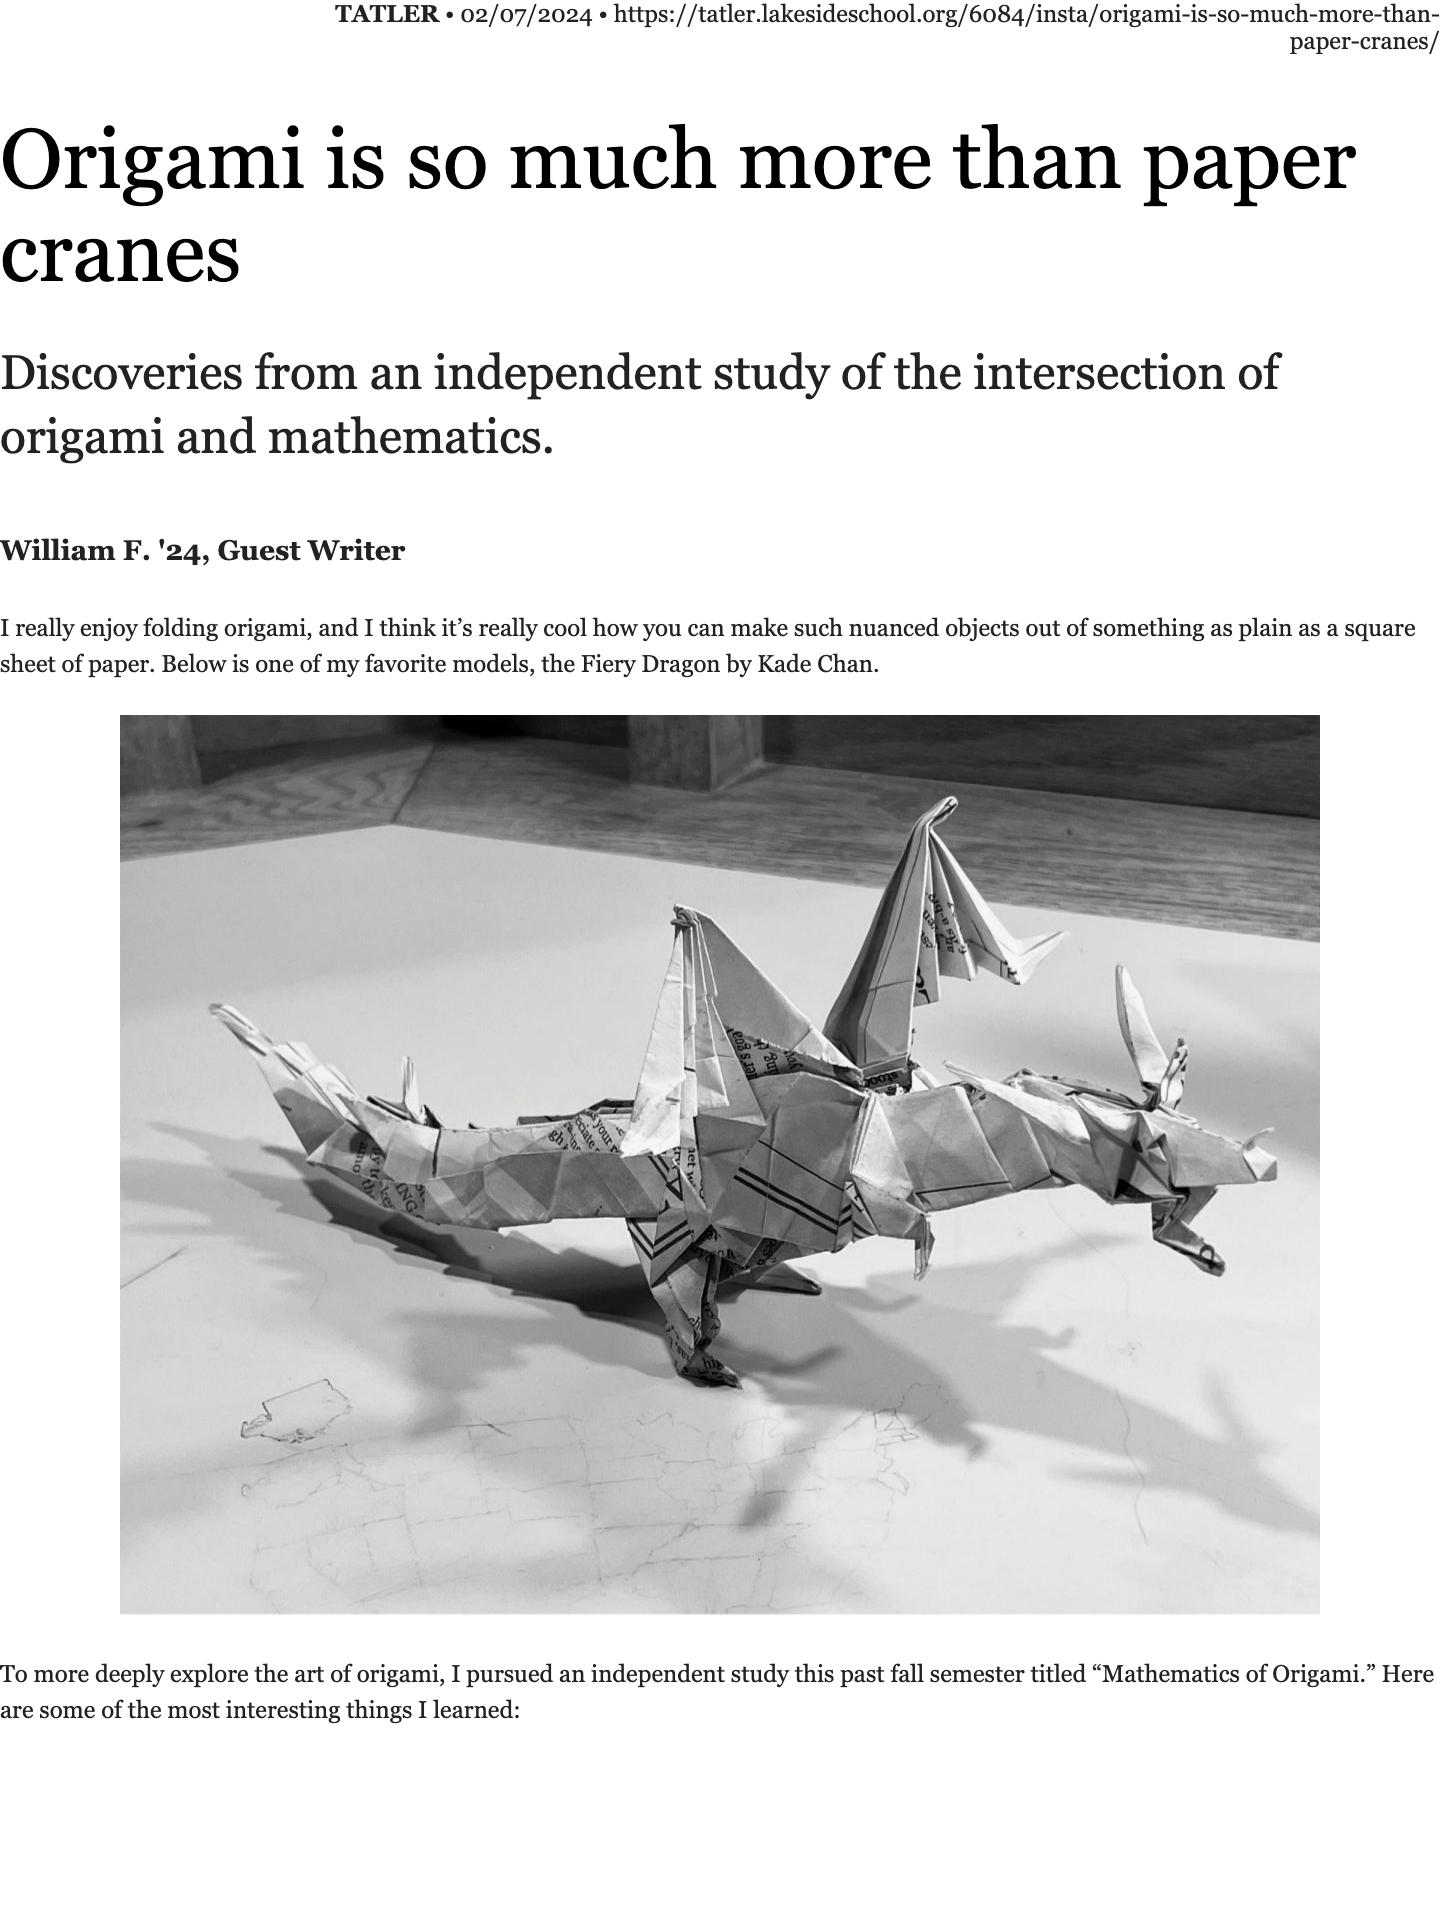 TATLER • 02/07/2024 • https://tatler.lakesideschool.org/6084/insta/origami-is-so-much-more-than-
paper-cranes/
Origami is so much more than paper
cranes
Discoveries from an independent study of the intersection of
origami and mathematics.
William F. '24, Guest Writer
I really enjoy folding origami, and I think it’s really cool how you can make such nuanced objects out of something as plain as a square
sheet of paper. Below is one of my favorite models, the Fiery Dragon by Kade Chan.
To more deeply explore the art of origami, I pursued an independent study this past fall semester titled “Mathematics of Origami.” Here
are some of the most interesting things I learned: